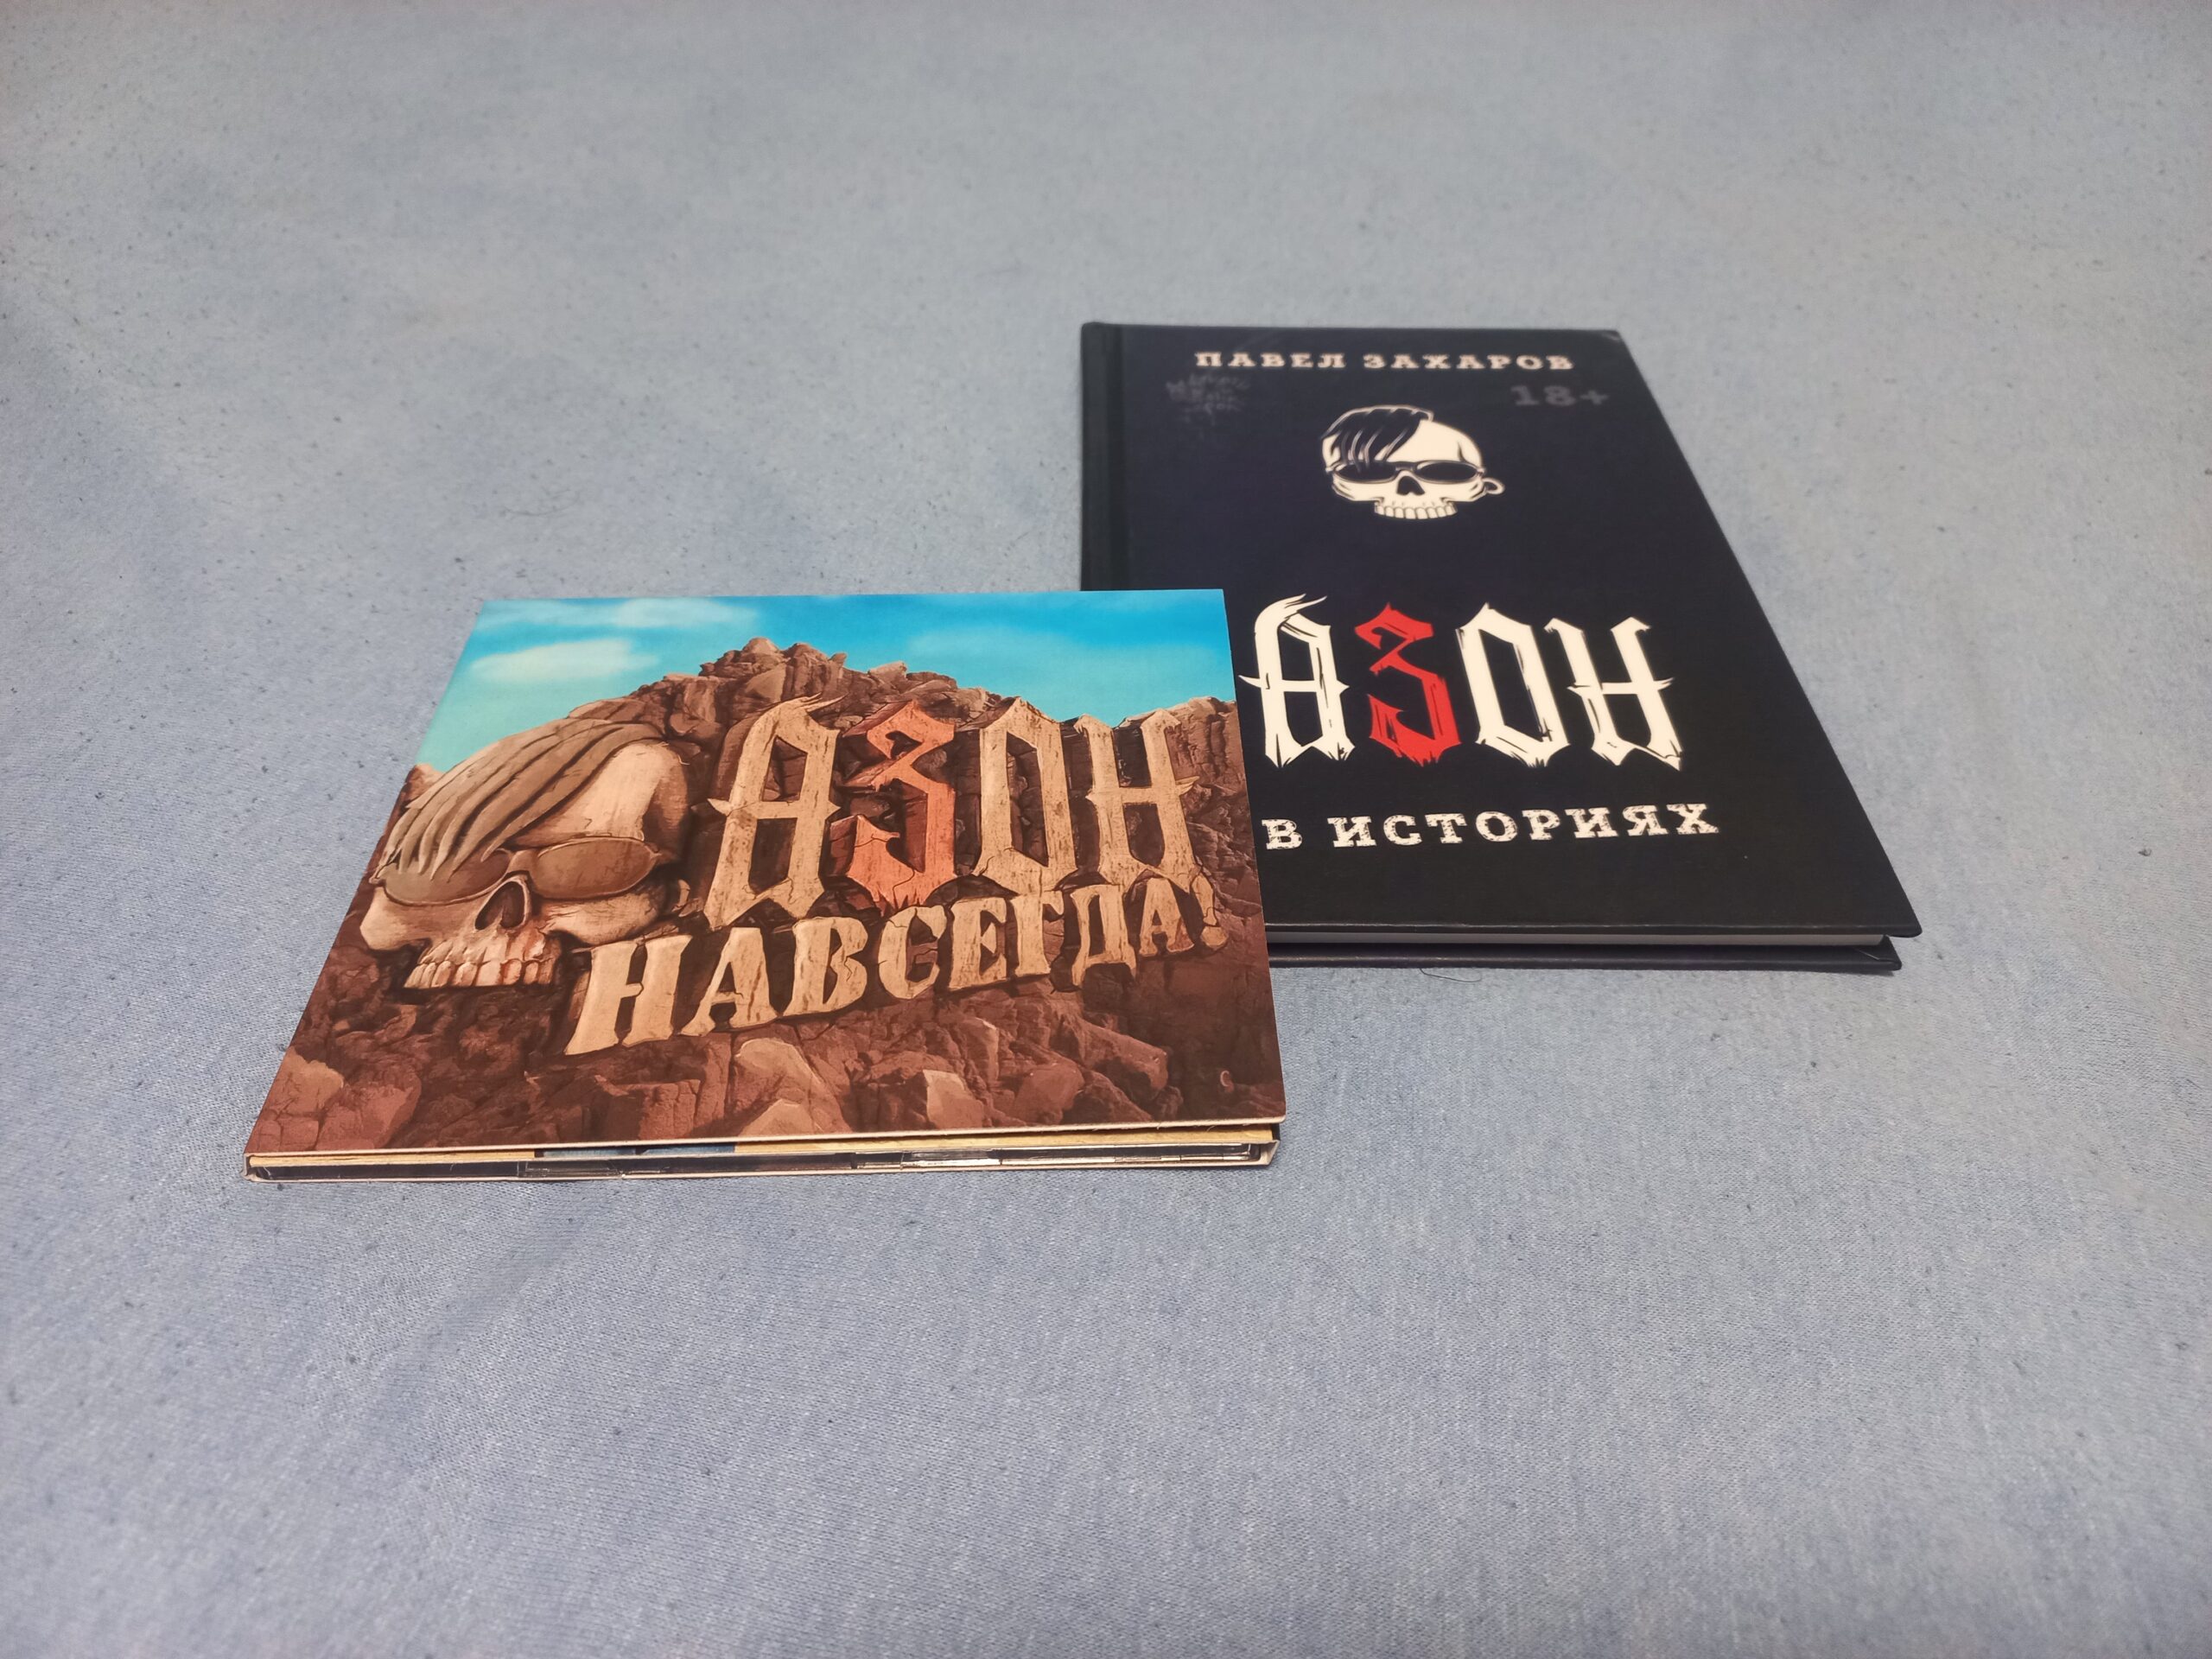 ПАВЕЛ ЗАХАРОВ
18+
АЗОН
В ИСТОРИЯХ
АЗОН
НАВСЕГДА!